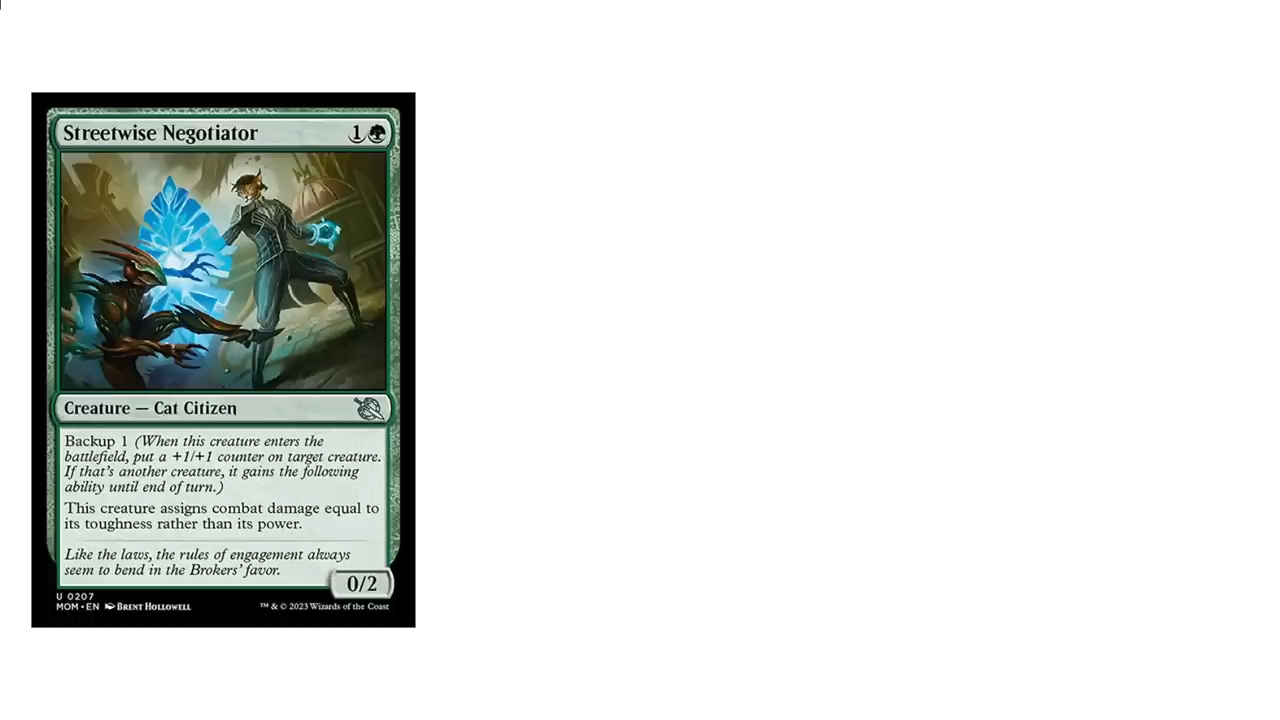 Streetwise Negotiator 1
Creature — Cat Citizen
Backup 1 (When this creature enters the
battlefield, put a +1/+1 counter on target creature.
If that's another creature, it gains the following
ability until end of turn.)
This creature assigns combat damage equal to
its toughness rather than its power.
Like the laws, the rules of engagement always
seem to bend in the Brokers' favor.
0/2
U 0207
MOM • EN Brent Hollowell ™ & © 2023 Wizards of the Coast